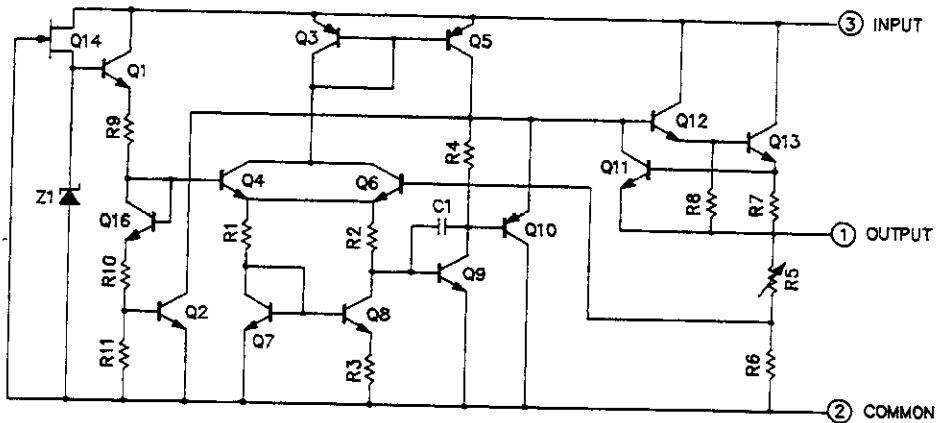 Q14
Q3
Q5
3 INPUT
Q1
R9
Q12
Q13
R4
Q11
Z1
Q4
Q6
R8
R7
Q16
C1
Q10
1 OUTPUT
R1
R2
R10
Q9
R5
Q2
Q7
Q8
R11
R3
R6
2 COMMON